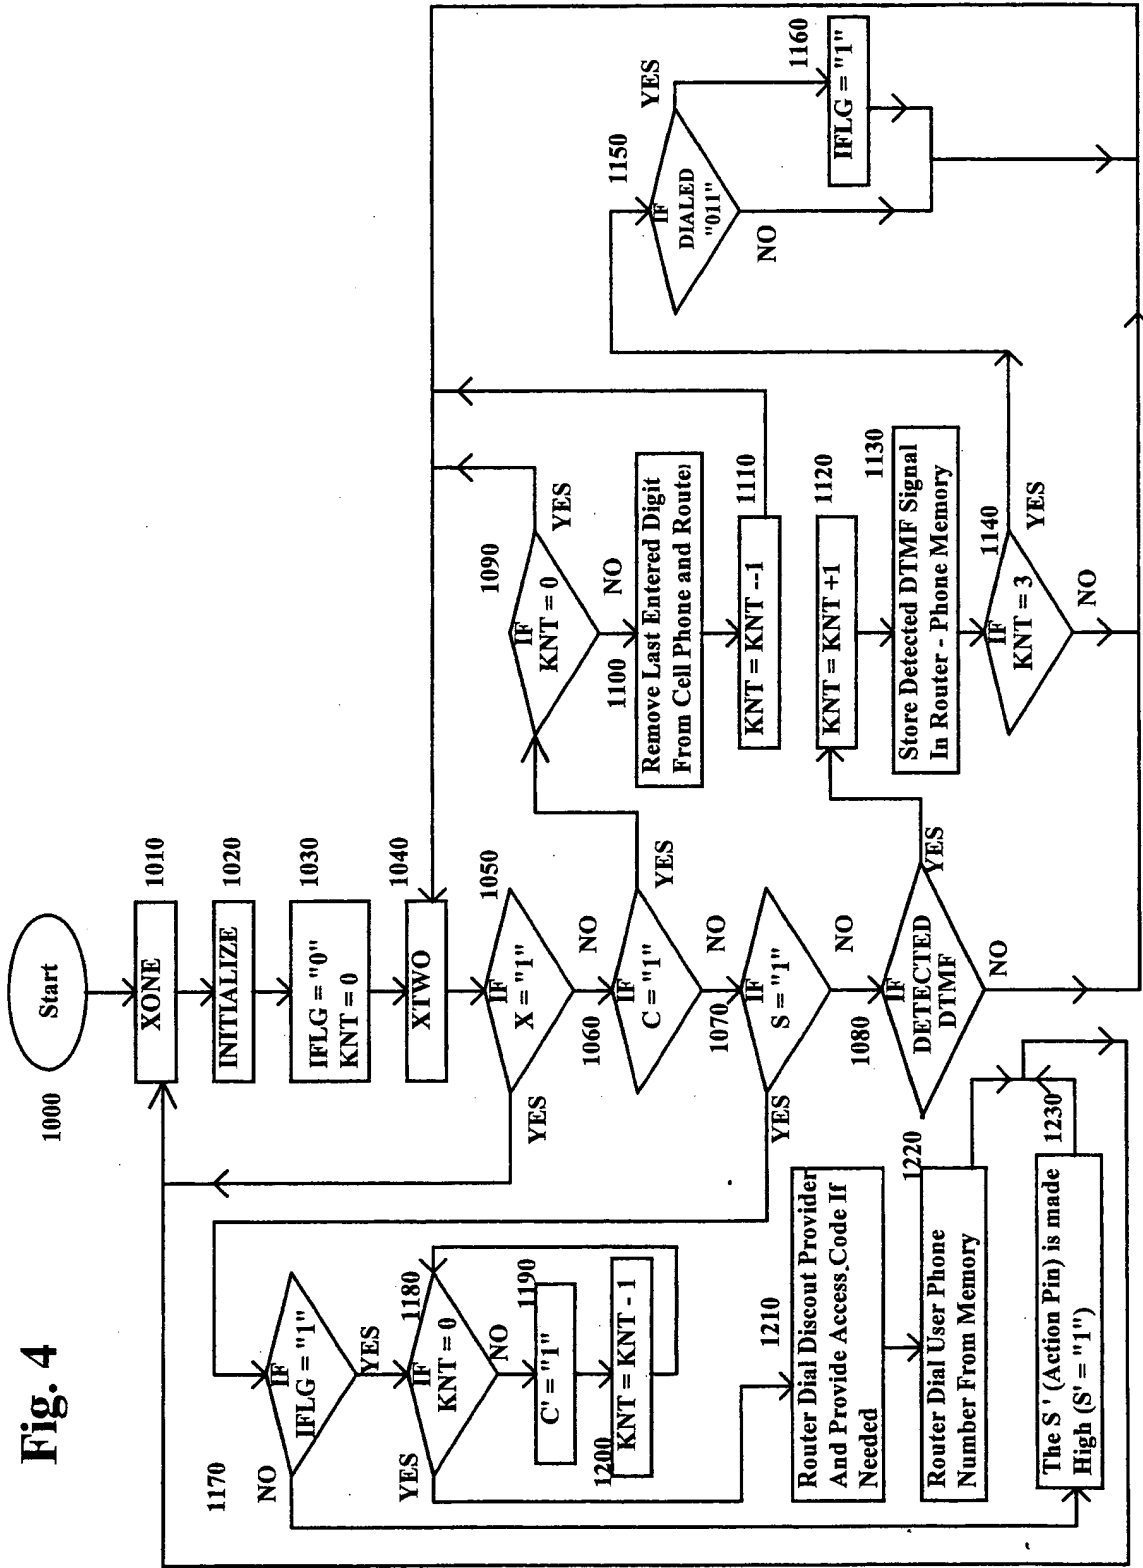 Fig. 4
1000
Start
XONE
1010
INITIALIZE
1020
IFLG = "0"
KNT = 0
1030
XTWO
1040
IF
X = "1"
1050
YES
NO
1060
IF
C = "1"
YES
NO
1070
IF
S = "1"
YES
NO
1080
IF
DETECTED
DTMF
YES
NO
1090
IF
KNT = 0
YES
NO
1100
Remove Last Entered Digit
From Cell Phone and Route
KNT = KNT --1
1110
KNT = KNT +1
1120
Store Detected DTMF Signal
In Router - Phone Memory
1130
1140
IF
KNT = 3
YES
NO
1150
IF
DIALED
"011"
YES
NO
1160
IFLG = "1"
1170
IF
IFLG = "1"
NO
YES
1180
IF
KNT = 0
YES
NO
1190
C' = "1"
1200
KNT = KNT - 1
1210
Router Dial Discout Provider
And Provide Access Code If
Needed
1220
Router Dial User Phone
Number From Memory
1230
The S ' (Action Pin) is made
High (S' = "1")